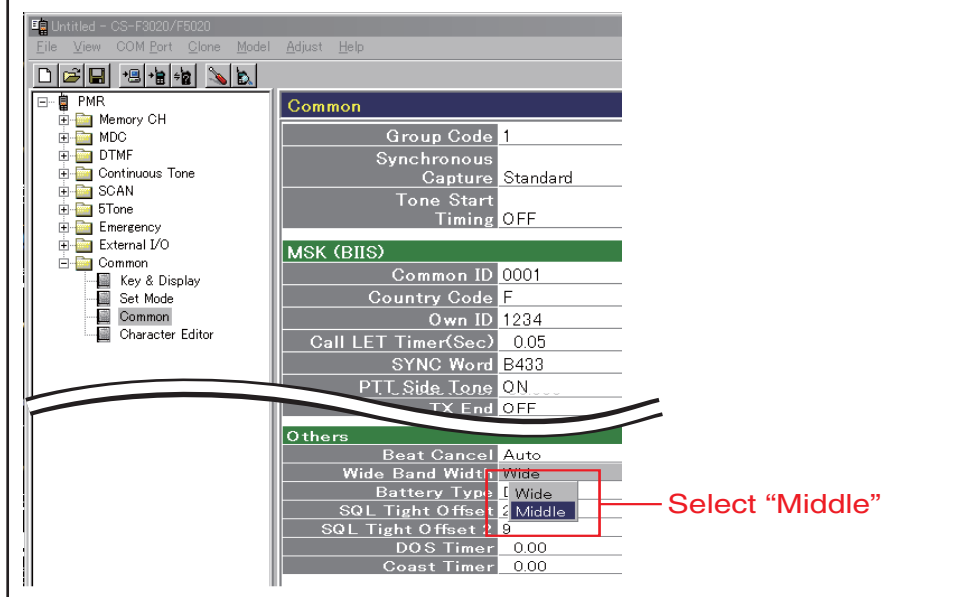 Untitled - CS-F3020/F5020
File View COM Port Clone Model Adjust Help
PMR
Memory CH
MDC
DTMF
Continuous Tone
SCAN
5Tone
Emergency
External I/O
Common
Key & Display
Set Mode
Common
Character Editor
Common
Group Code 1
Synchronous
Capture Standard
Tone Start
Timing OFF
MSK (BIIS)
Common ID 0001
Country Code F
Own ID 1234
Call LET Timer(Sec) 0.05
SYNC Word B433
PTT Side Tone ON
TX End OFF
Others
Beat Cancel Auto
Wide Band Width Wide
Battery Type
Wide
SQL Tight Offset 2
Middle
SQL Tight Offset 2 9
DOS Timer 0.00
Coast Timer 0.00
Select “Middle”